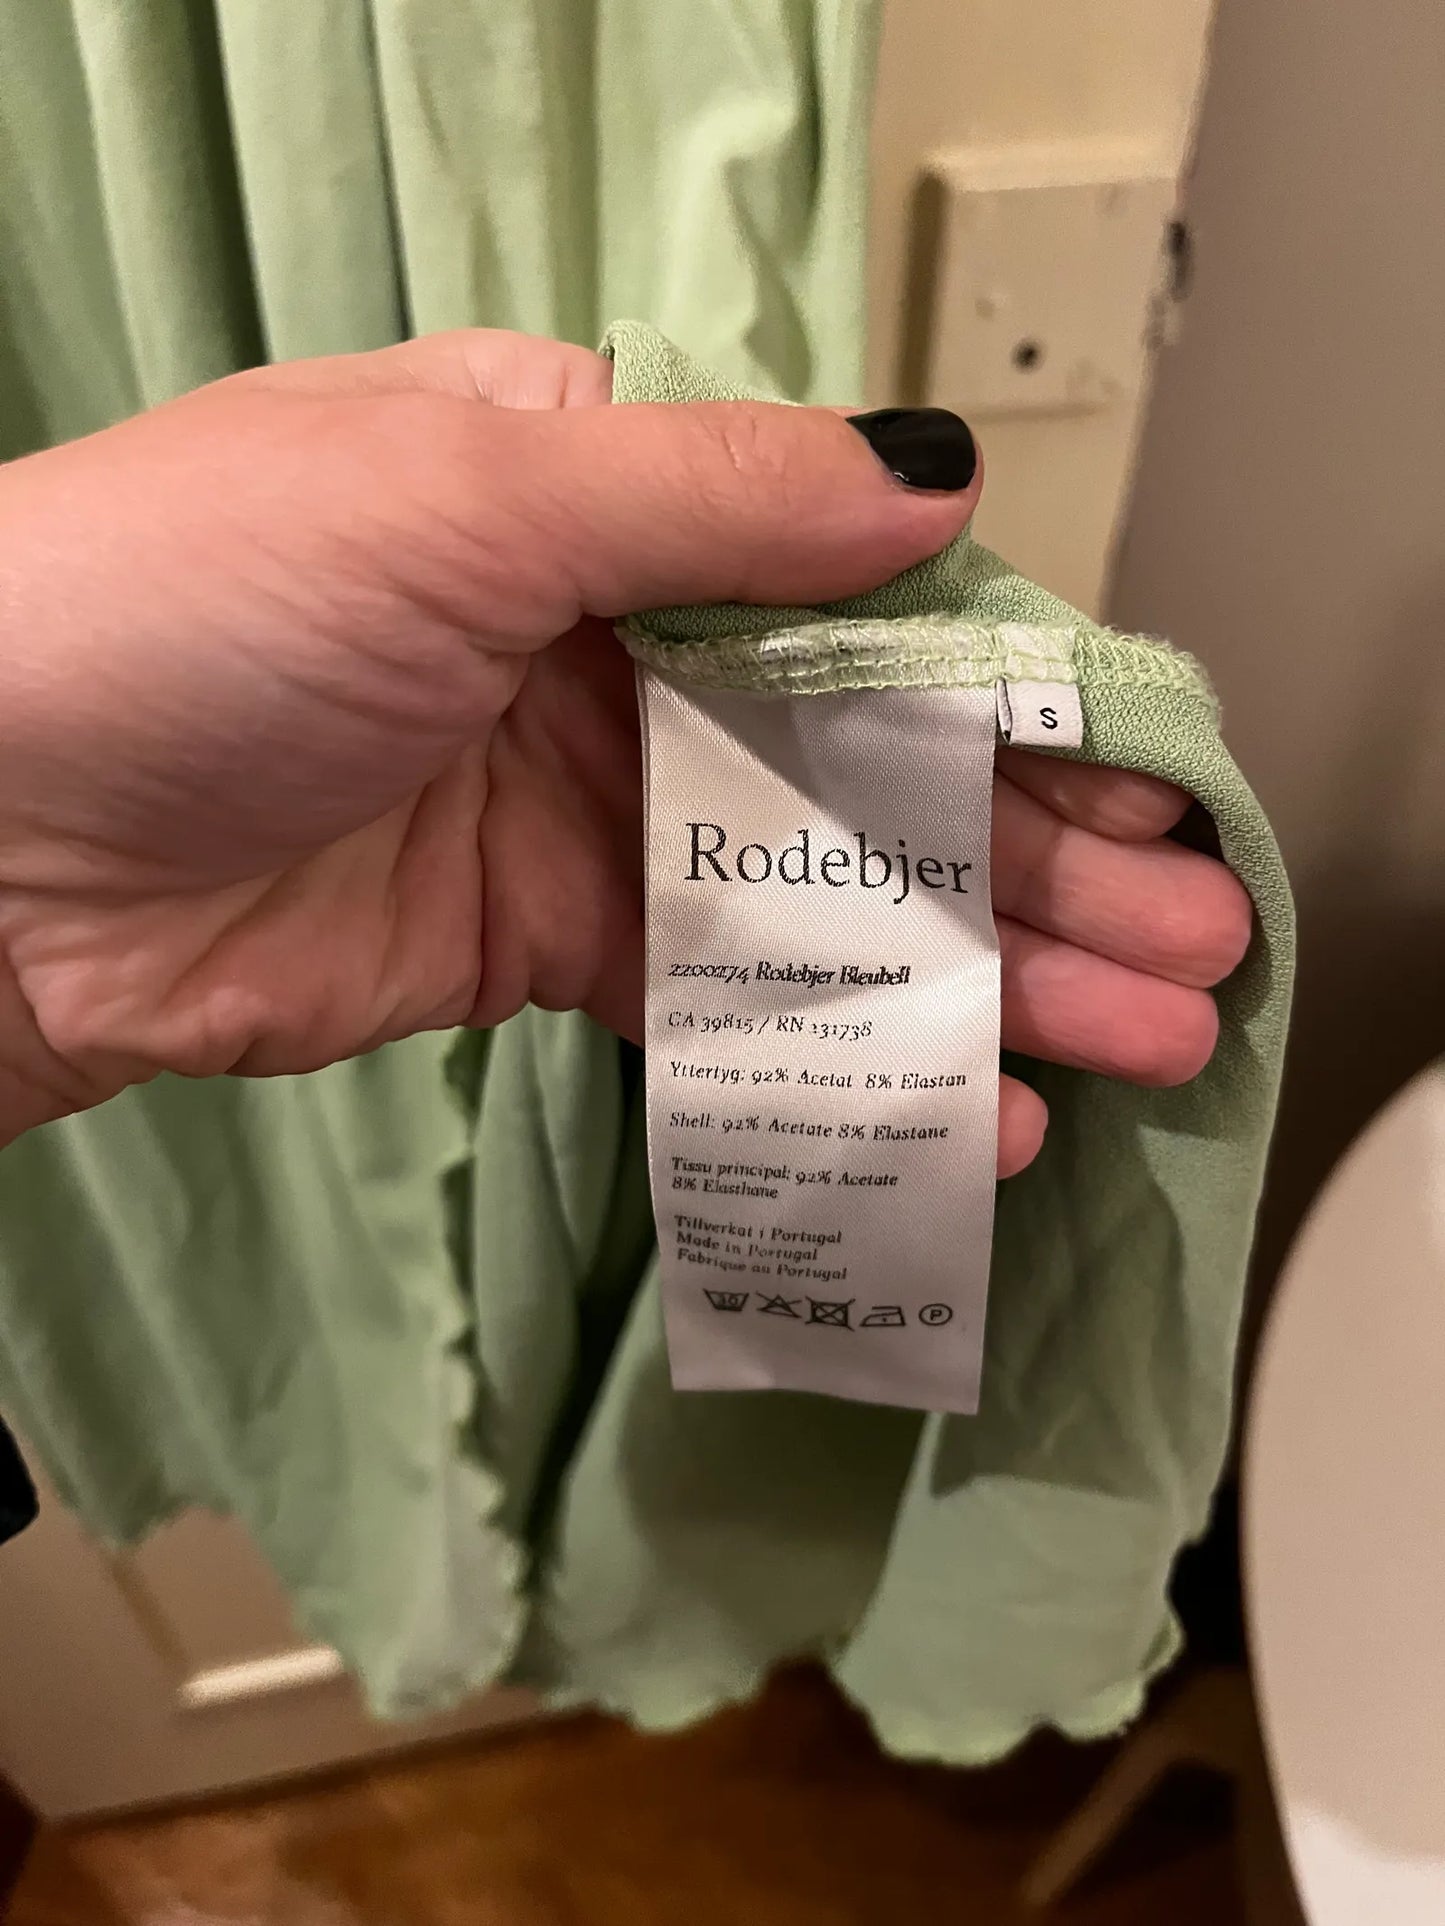 S
Rodebjer
2200274 Rodebjer Bleubell
CA 39815 / RN 131738
Yttertyg: 92% Acetat 8% Elastan
Shell: 92% Acetate 8% Elastane
Tissu principal: 92% Acetate
8% Elasthane
Tillverkat i Portugal
Made in Portugal
Fabrique au Portugal
30
P